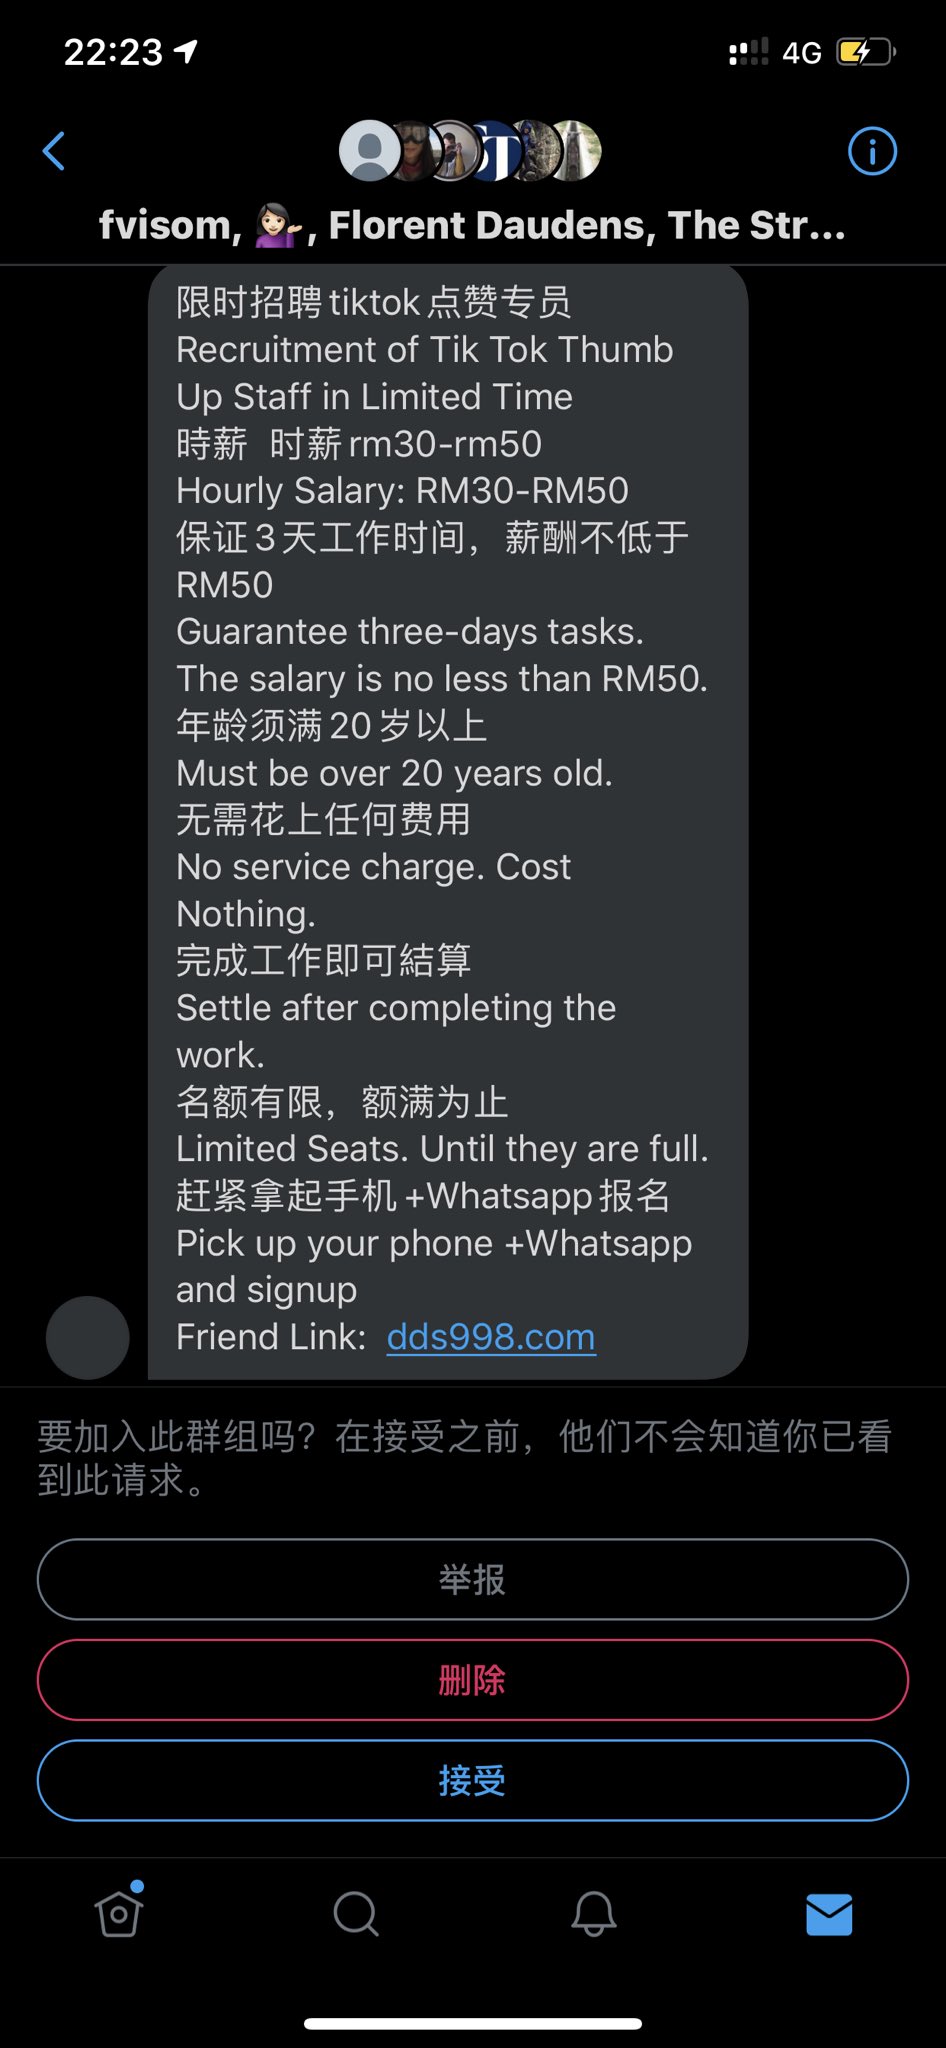 22:23
4G
ST
fvisom, 💁🏻‍♀️, Florent Daudens, The Str...
限时招聘tiktok点赞专员
Recruitment of Tik Tok Thumb
Up Staff in Limited Time
時薪 时薪rm30-rm50
Hourly Salary: RM30-RM50
保证3天工作时间，薪酬不低于
RM50
Guarantee three-days tasks.
The salary is no less than RM50.
年龄须满20岁以上
Must be over 20 years old.
无需花上任何费用
No service charge. Cost
Nothing.
完成工作即可結算
Settle after completing the
work.
名额有限，额满为止
Limited Seats. Until they are full.
赶紧拿起手机+Whatsapp报名
Pick up your phone +Whatsapp
and signup
Friend Link: dds998.com
要加入此群组吗？在接受之前，他们不会知道你已看
到此请求。
举报
删除
接受